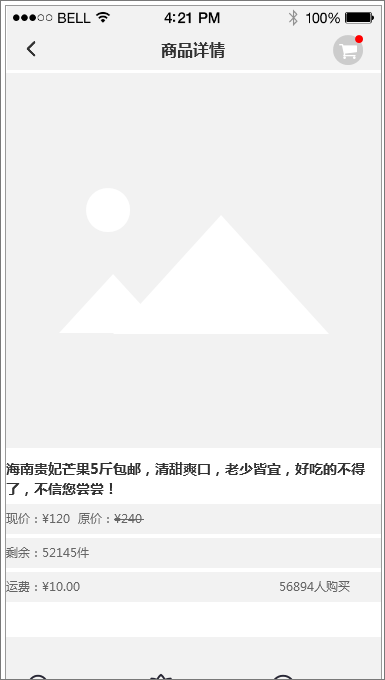 ●●●○○ BELL 4:21 PM 100%
商品详情
海南贵妃芒果5斤包邮，清甜爽口，老少皆宜，好吃的不得
了，不信您尝尝！
现价：¥120 原价：¥240
剩余：52145件
运费：¥10.00 56894人购买